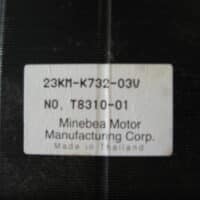 23KM-K732-03V
NO. T8310-01
Minebea Motor
Manufacturing Corp.
Made in Thailand